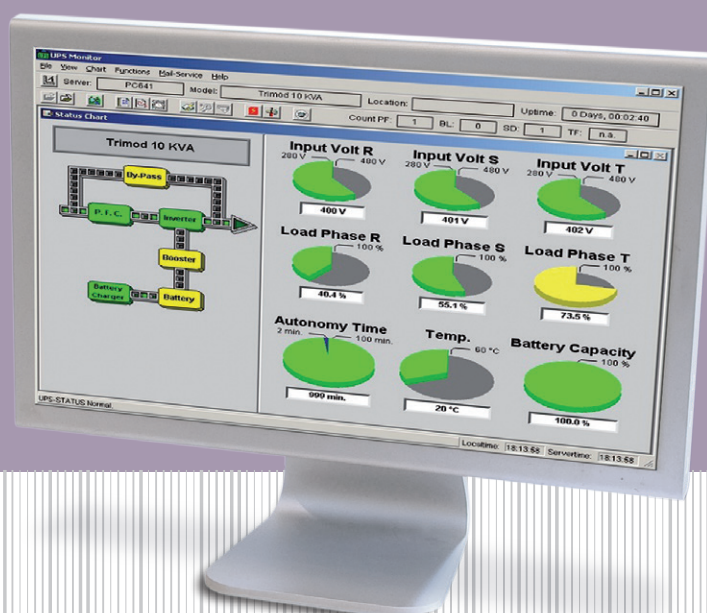 UPS Monitor
File View Chart Functions Mail-Service Help
Server: PC641 Model: Trimod 10 KVA Location: Uptime: 0 Days, 00:02:40
Count PF: 1 BL: 0 SD: 1 TF: n.a.
Status Chart
Trimod 10 KVA
By-Pass
P.F.C.
Inverter
Booster
Battery Charger
Battery
Input Volt R
280 V
480 V
400 V
Input Volt S
280 V
480 V
401 V
Input Volt T
280 V
480 V
402 V
Load Phase R
100 %
40.4 %
Load Phase S
100 %
55.1 %
Load Phase T
100 %
73.5 %
Autonomy Time
2 min.
100 min.
999 min.
Temp.
60 °C
20 °C
Battery Capacity
100 %
100.0 %
UPS-STATUS Normal.
Localtime: 18:13:58 Servertime: 18:13:58